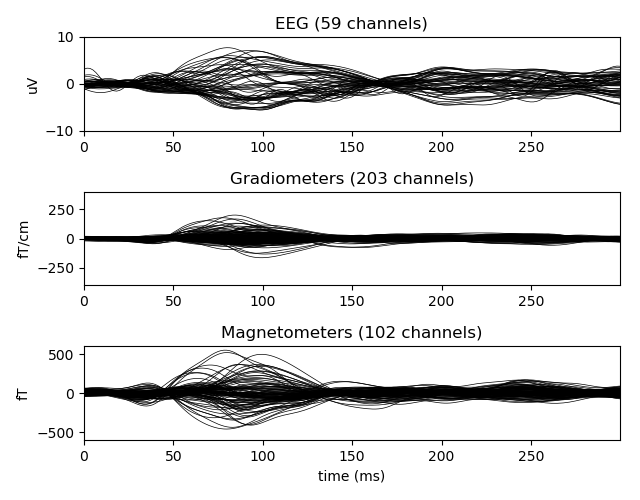 EEG (59 channels)
10
0
−10
uV
0 50 100 150 200 250
Gradiometers (203 channels)
250
0
−250
fT/cm
0 50 100 150 200 250
Magnetometers (102 channels)
500
0
−500
fT
0 50 100 150 200 250
time (ms)